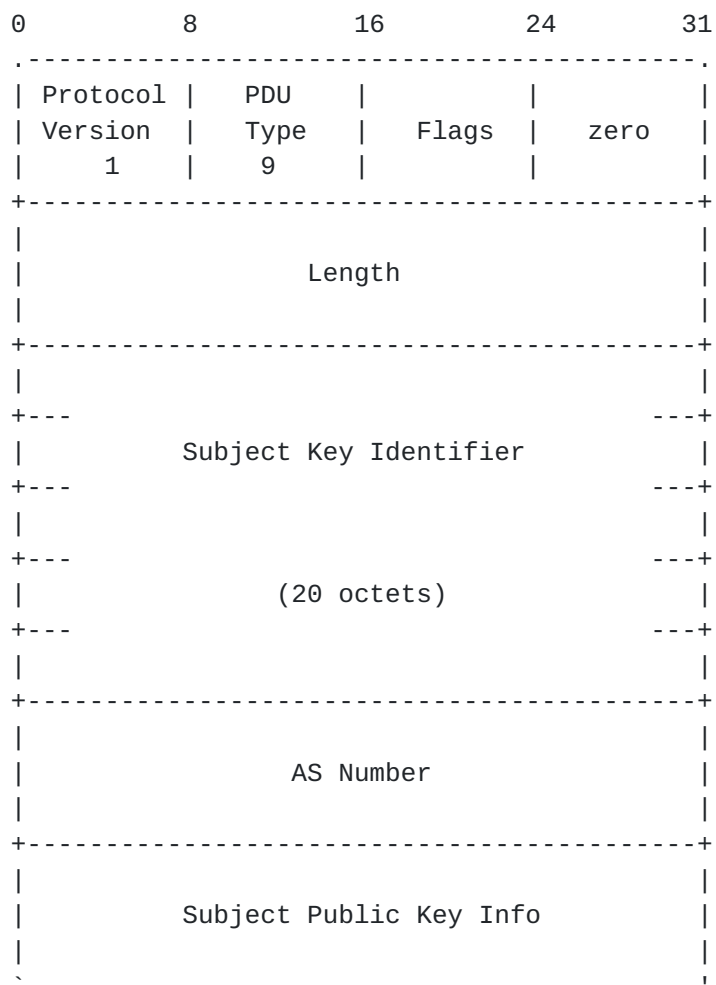 0          8          16         24        31
.-------------------------------------------.
| Protocol |   PDU    |          |          |
| Version  |   Type   |   Flags  |   zero   |
|     1    |    9     |          |          |
+-------------------------------------------+
|                                           |
|                  Length                   |
|                                           |
+-------------------------------------------+
|                                           |
+---                                     ---+
|          Subject Key Identifier           |
+---                                     ---+
|                                           |
+---                                     ---+
|                (20 octets)                |
+---                                     ---+
|                                           |
+-------------------------------------------+
|                                           |
|                 AS Number                 |
|                                           |
+-------------------------------------------+
|                                           |
|          Subject Public Key Info          |
|                                           |
`                                           '